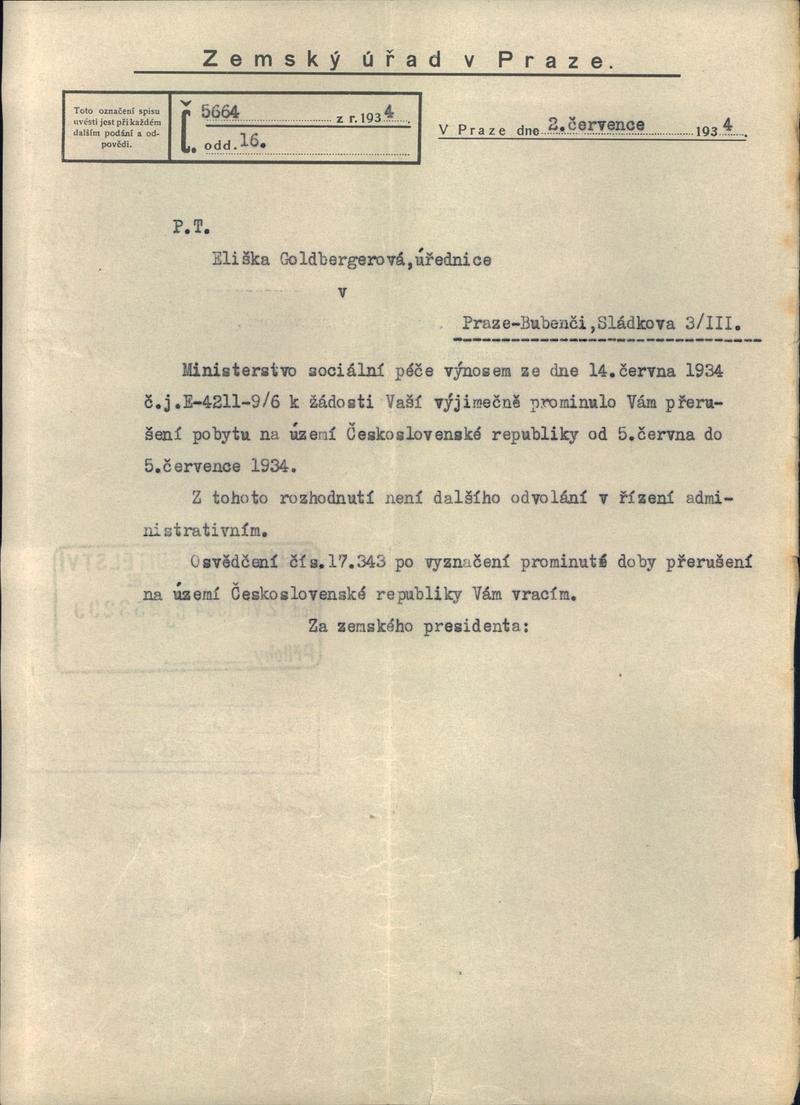 Zemský úřad v Praze.
Toto označení spisu
uvésti jest při každém
dalším podání a od-
povědi.
Č. 5664 z r. 1934
odd. 16.
V Praze dne 2.července 1934.
P.T.
Eliška Goldbergerová,úřednice
v
Praze-Bubenči,Sládkova 3/III.
Ministerstvo sociální péče výnosem ze dne 14.června 1934
č.j.E-4211-9/6 k žádosti Vaší výjimečně prominulo Vám přeru-
šení pobytu na území Československé republiky od 5.června do
5.července 1934.
Z tohoto rozhodnutí není dalšího odvolání v řízení admi-
nistrativním.
Osvědčení čís.17.343 po vyznačení prominuté doby přerušení
na území Československé republiky Vám vracím.
Za zemského presidenta: